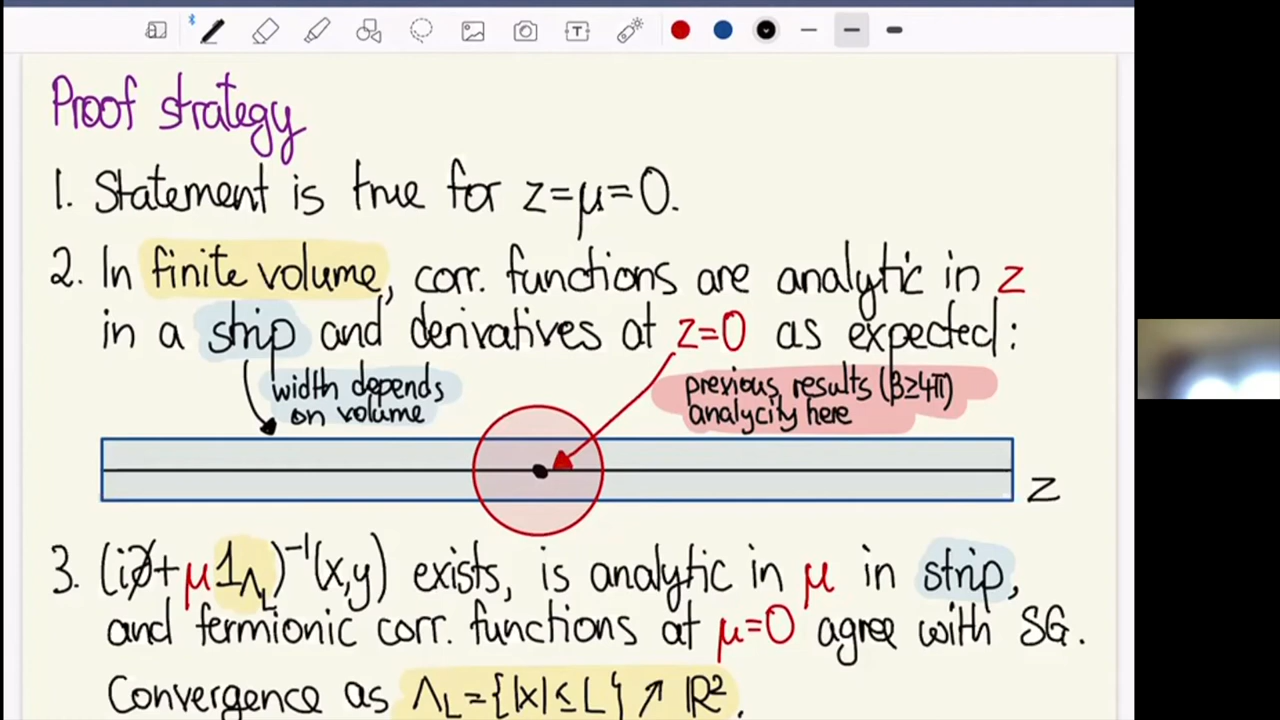 Proof strategy
1. Statement is true for z=μ=0.
2. In finite volume, corr. functions are analytic in z
in a strip and derivatives at z=0 as expected:
width depends
on volume
previous results (β≥4π)
analycity here
z
3. (i∂̸+μ1_{Λ_L})⁻¹(x,y) exists, is analytic in μ in strip,
and fermionic corr. functions at μ=0 agree with SG.
Convergence as Λ_L={|x|≤L} ↗ ℝ².